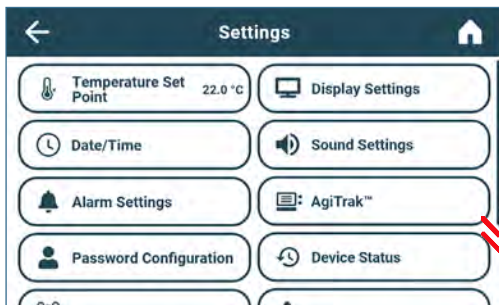 Settings
Temperature Set
Point
22.0 °C
Display Settings
Date/Time
Sound Settings
Alarm Settings
AgiTrak™
Password Configuration
Device Status